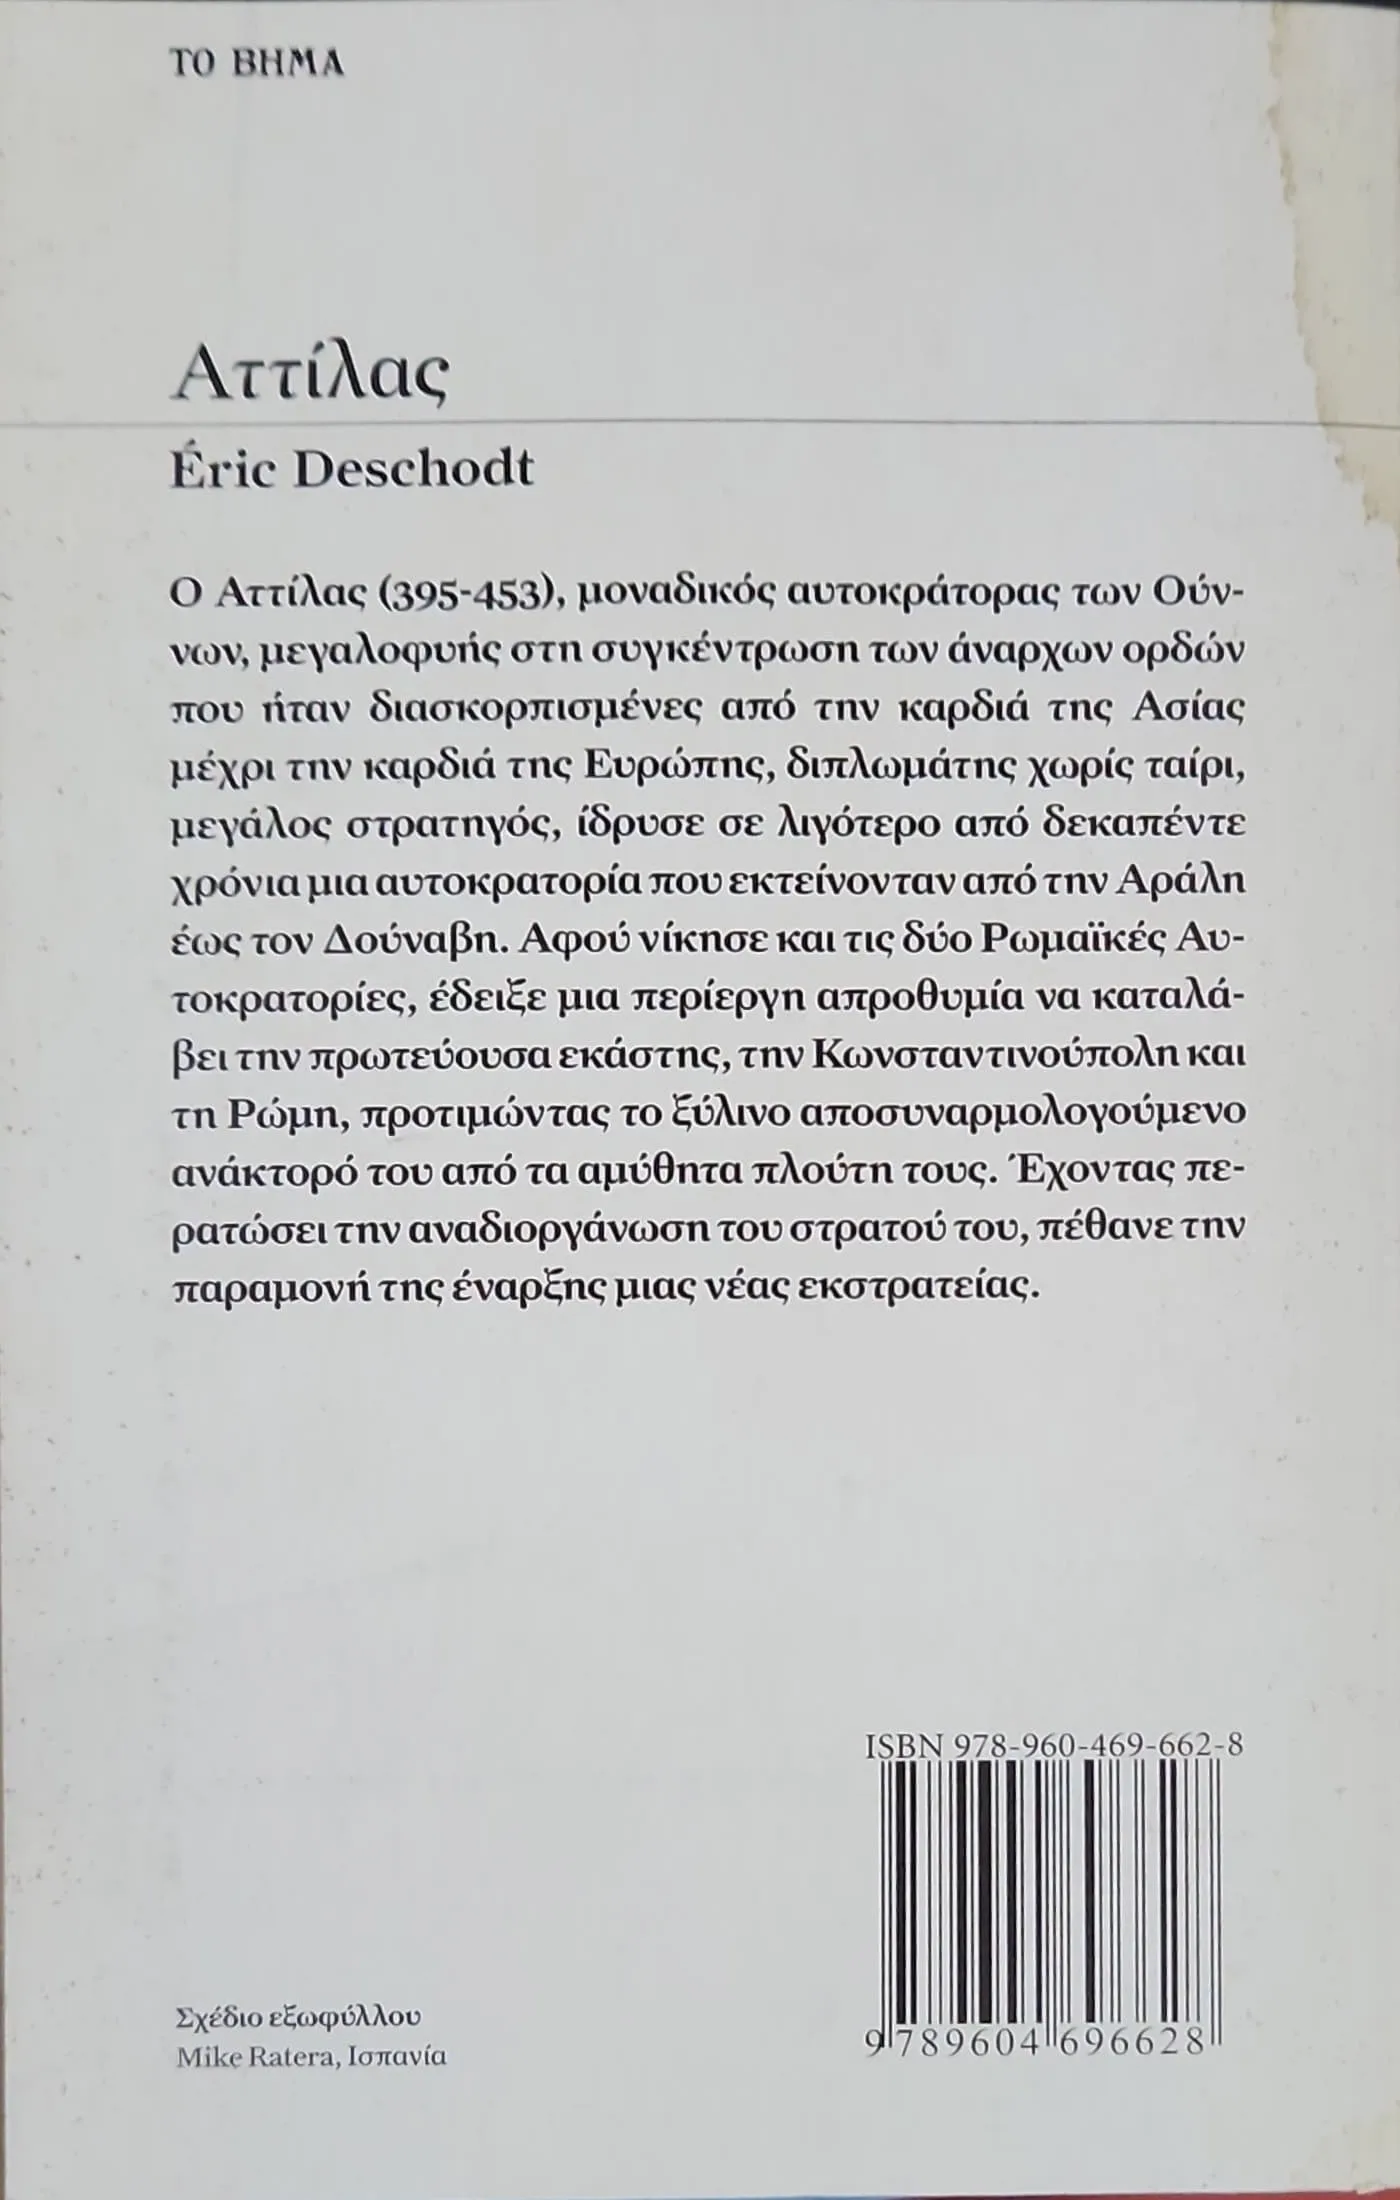 ΤΟ ΒΗΜΑ
Αττίλας
Éric Deschodt
Ο Αττίλας (395-453), μοναδικός αυτοκράτορας των Ούν-
νων, μεγαλοφυής στη συγκέντρωση των άναρχων ορδών
που ήταν διασκορπισμένες από την καρδιά της Ασίας
μέχρι την καρδιά της Ευρώπης, διπλωμάτης χωρίς ταίρι,
μεγάλος στρατηγός, ίδρυσε σε λιγότερο από δεκαπέντε
χρόνια μια αυτοκρατορία που εκτείνονταν από την Αράλη
έως τον Δούναβη. Αφού νίκησε και τις δύο Ρωμαϊκές Αυ-
τοκρατορίες, έδειξε μια περίεργη απροθυμία να καταλά-
βει την πρωτεύουσα εκάστης, την Κωνσταντινούπολη και
τη Ρώμη, προτιμώντας το ξύλινο αποσυναρμολογούμενο
ανάκτορό του από τα αμύθητα πλούτη τους. Έχοντας πε-
ρατώσει την αναδιοργάνωση του στρατού του, πέθανε την
παραμονή της έναρξης μιας νέας εκστρατείας.
ISBN 978-960-469-662-8
9 789604 696628
Σχέδιο εξωφύλλου
Mike Ratera, Ισπανία